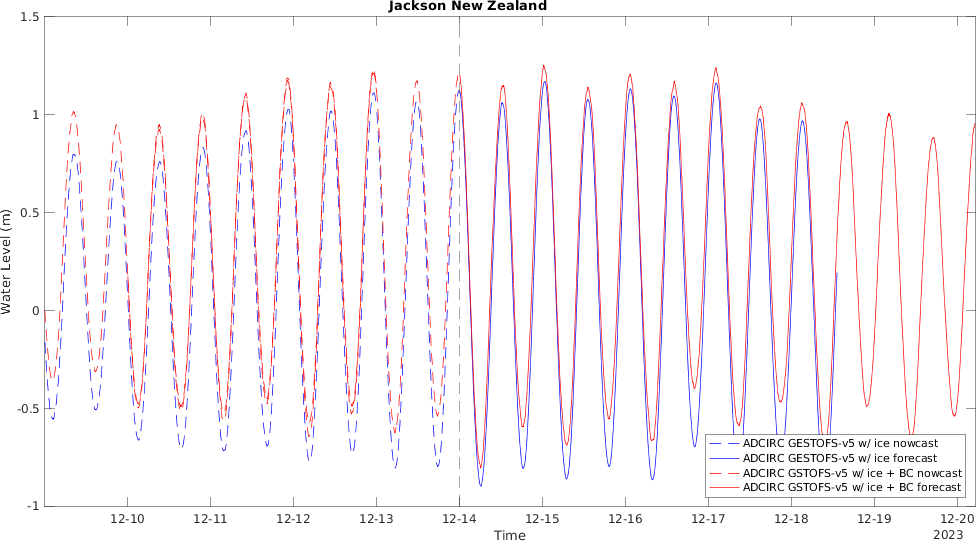 Jackson New Zealand
1.5
1
0.5
0
-0.5
-1
Water Level (m)
12-10 12-11 12-12 12-13 12-14 12-15 12-16 12-17 12-18 12-19 12-20
Time
2023
ADCIRC GESTOFS-v5 w/ ice nowcast
ADCIRC GESTOFS-v5 w/ ice forecast
ADCIRC GSTOFS-v5 w/ ice + BC nowcast
ADCIRC GSTOFS-v5 w/ ice + BC forecast